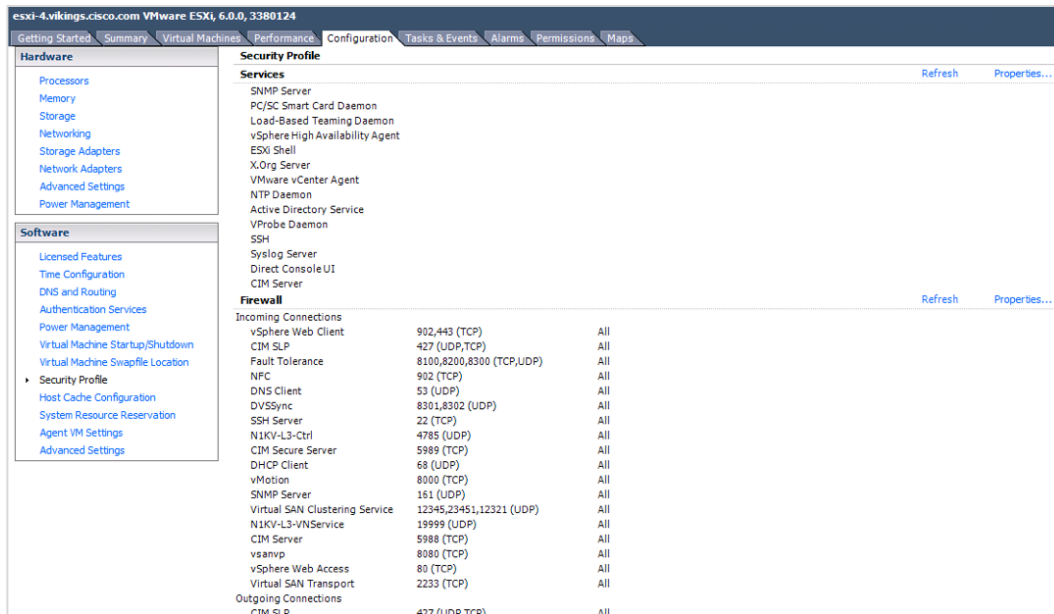 esxi-4.vikings.cisco.com VMware ESXi, 6.0.0, 3380124
Getting Started Summary Virtual Machines Performance Configuration Tasks & Events Alarms Permissions Maps
Hardware
Processors
Memory
Storage
Networking
Storage Adapters
Network Adapters
Advanced Settings
Power Management
Software
Licensed Features
Time Configuration
DNS and Routing
Authentication Services
Power Management
Virtual Machine Startup/Shutdown
Virtual Machine Swapfile Location
Security Profile
Host Cache Configuration
System Resource Reservation
Agent VM Settings
Advanced Settings
Security Profile
Services Refresh Properties...
SNMP Server
PC/SC Smart Card Daemon
Load-Based Teaming Daemon
vSphere High Availability Agent
ESXi Shell
X.Org Server
VMware vCenter Agent
NTP Daemon
Active Directory Service
VProbe Daemon
SSH
Syslog Server
Direct Console UI
CIM Server
Firewall Refresh Properties...
Incoming Connections
vSphere Web Client 902,443 (TCP) All
CIM SLP 427 (UDP,TCP) All
Fault Tolerance 8100,8200,8300 (TCP,UDP) All
NFC 902 (TCP) All
DNS Client 53 (UDP) All
DVSSync 8301,8302 (UDP) All
SSH Server 22 (TCP) All
N1KV-L3-Ctrl 4785 (UDP) All
CIM Secure Server 5989 (TCP) All
DHCP Client 68 (UDP) All
vMotion 8000 (TCP) All
SNMP Server 161 (UDP) All
Virtual SAN Clustering Service 12345,23451,12321 (UDP) All
N1KV-L3-VNService 19999 (UDP) All
CIM Server 5988 (TCP) All
vsanvp 8080 (TCP) All
vSphere Web Access 80 (TCP) All
Virtual SAN Transport 2233 (TCP) All
Outgoing Connections
CIM SLP 427 (UDP,TCP) All